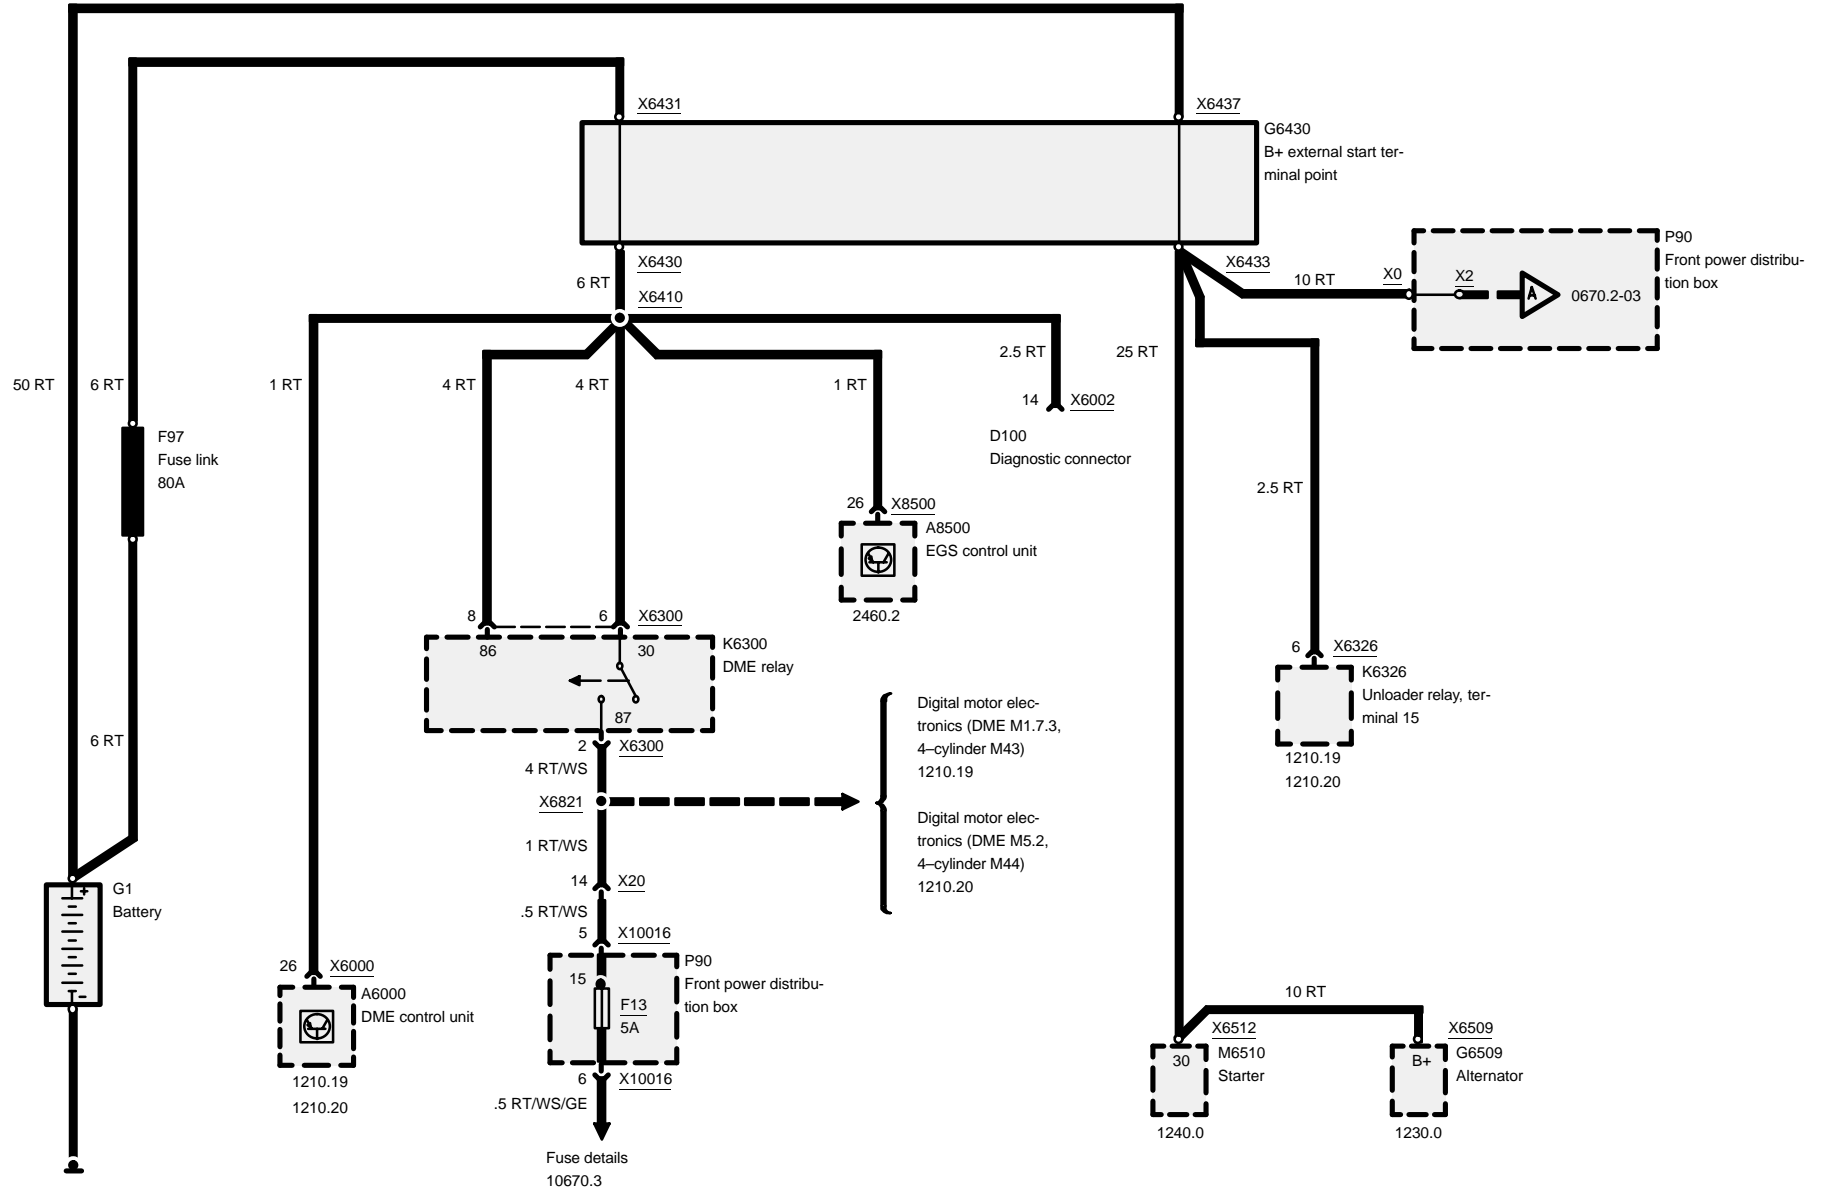 X6431
X6437
G6430
B+ external start ter-
minal point
P90
Front power distribu-
tion box
X6430
X6433
6 RT
X6410
10 RT
X0
X2
A
0670.2-03
50 RT
6 RT
1 RT
4 RT
4 RT
1 RT
2.5 RT
25 RT
14
X6002
F97
Fuse link
80A
D100
Diagnostic connector
2.5 RT
26
X8500
A8500
EGS control unit
2460.2
8
6
X6300
86
30
K6300
DME relay
87
6
X6326
K6326
Unloader relay, ter-
minal 15
1210.19
1210.20
6 RT
2
X6300
4 RT/WS
X6821
Digital motor elec-
tronics (DME M1.7.3,
4–cylinder M43)
1210.19
Digital motor elec-
tronics (DME M5.2,
4–cylinder M44)
1210.20
1 RT/WS
14
X20
.5 RT/WS
5
X10016
+
-
G1
Battery
26
X6000
A6000
DME control unit
1210.19
1210.20
P90
Front power distribu-
tion box
15
F13
5A
6
X10016
.5 RT/WS/GE
Fuse details
10670.3
10 RT
X6512
X6509
30
M6510
Starter
1240.0
B+
G6509
Alternator
1230.0